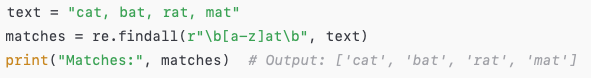 text = "cat, bat, rat, mat"
matches = re.findall(r"\b[a-z]at\b", text)
print("Matches:", matches)  # Output: ['cat', 'bat', 'rat', 'mat']